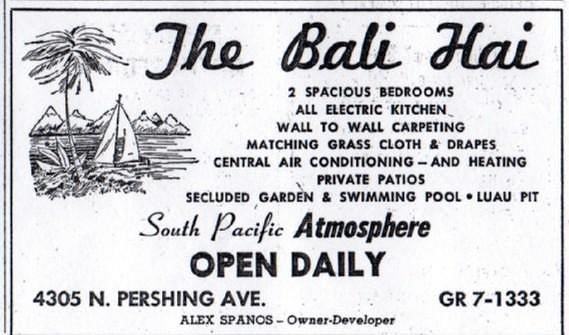 The Bali Hai
2 SPACIOUS BEDROOMS
ALL ELECTRIC KITCHEN
WALL TO WALL CARPETING
MATCHING GRASS CLOTH & DRAPES
CENTRAL AIR CONDITIONING — AND HEATING
PRIVATE PATIOS
SECLUDED GARDEN & SWIMMING POOL • LUAU PIT
South Pacific Atmosphere
OPEN DAILY
4305 N. PERSHING AVE. GR 7-1333
ALEX SPANOS – Owner-Developer